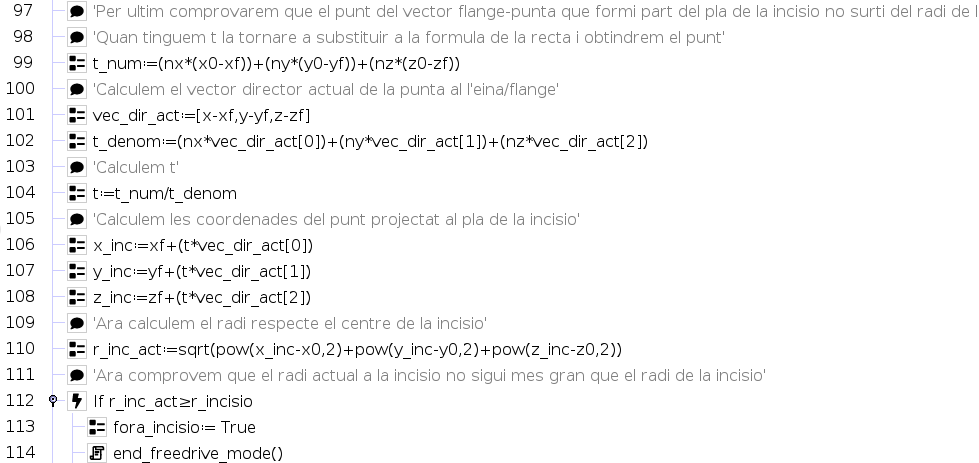 97 'Per ultim comprovarem que el punt del vector flange-punta que formi part del pla de la incisio no surti del radi de l
98 'Quan tinguem t la tornare a substituir a la formula de la recta i obtindrem el punt'
99 t_num:=(nx*(x0-xf))+(ny*(y0-yf))+(nz*(z0-zf))
100 'Calculem el vector director actual de la punta al l'eina/flange'
101 vec_dir_act:=[x-xf,y-yf,z-zf]
102 t_denom:=(nx*vec_dir_act[0])+(ny*vec_dir_act[1])+(nz*vec_dir_act[2])
103 'Calculem t'
104 t:=t_num/t_denom
105 'Calculem les coordenades del punt projectat al pla de la incisio'
106 x_inc:=xf+(t*vec_dir_act[0])
107 y_inc:=yf+(t*vec_dir_act[1])
108 z_inc:=zf+(t*vec_dir_act[2])
109 'Ara calculem el radi respecte el centre de la incisio'
110 r_inc_act:=sqrt(pow(x_inc-x0,2)+pow(y_inc-y0,2)+pow(z_inc-z0,2))
111 'Ara comprovem que el radi actual a la incisio no sigui mes gran que el radi de la incisio'
112 If r_inc_act≥r_incisio
113 fora_incisio:= True
114 end_freedrive_mode()